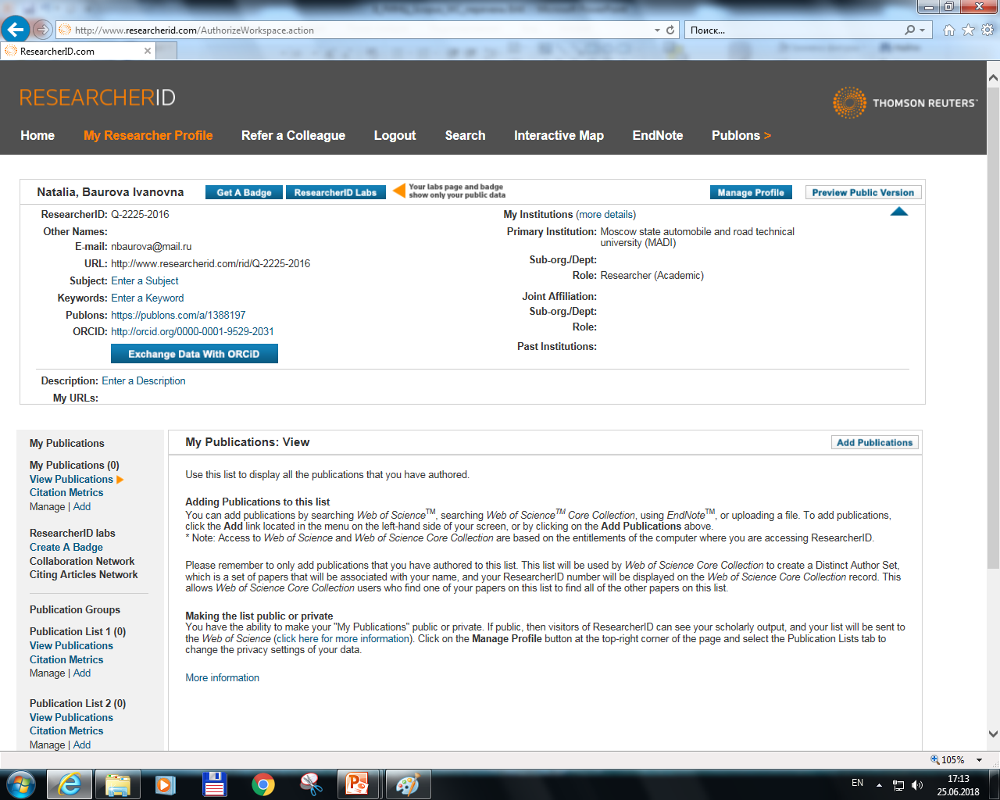 http://www.researcherid.com/AuthorizeWorkspace.action
Поиск...
ResearcherID.com
RESEARCHERID
THOMSON REUTERS
Home My Researcher Profile Refer a Colleague Logout Search Interactive Map EndNote Publons >
Natalia, Baurova Ivanovna
Get A Badge
ResearcherID Labs
Your labs page and badge
show only your public data
Manage Profile
Preview Public Version
ResearcherID: Q-2225-2016
Other Names:
E-mail: nbaurova@mail.ru
URL: http://www.researcherid.com/rid/Q-2225-2016
Subject: Enter a Subject
Keywords: Enter a Keyword
Publons: https://publons.com/a/1388197
ORCID: http://orcid.org/0000-0001-9529-2031
Exchange Data With ORCID
My Institutions (more details)
Primary Institution: Moscow state automobile and road technical
university (MADI)
Sub-org./Dept:
Role: Researcher (Academic)
Joint Affiliation:
Sub-org./Dept:
Role:
Past Institutions:
Description: Enter a Description
My URLs:
My Publications
My Publications (0)
View Publications
Citation Metrics
Manage | Add
ResearcherID labs
Create A Badge
Collaboration Network
Citing Articles Network
Publication Groups
Publication List 1 (0)
View Publications
Citation Metrics
Manage | Add
Publication List 2 (0)
View Publications
Citation Metrics
Manage | Add
My Publications: View
Add Publications
Use this list to display all the publications that you have authored.
Adding Publications to this list
You can add publications by searching Web of Science™, searching Web of Science™ Core Collection, using EndNote™, or uploading a file. To add publications,
click the Add link located in the menu on the left-hand side of your screen, or by clicking on the Add Publications above.
* Note: Access to Web of Science and Web of Science Core Collection are based on the entitlements of the computer where you are accessing ResearcherID.
Please remember to only add publications that you have authored to this list. This list will be used by Web of Science Core Collection to create a Distinct Author Set,
which is a set of papers that will be associated with your name, and your ResearcherID number will be displayed on the Web of Science Core Collection record. This
allows Web of Science Core Collection users who find one of your papers on this list to find all of the other papers on this list.
Making the list public or private
You have the ability to make your "My Publications" public or private. If public, then visitors of ResearcherID can see your scholarly output, and your list will be sent to
the Web of Science (click here for more information). Click on the Manage Profile button at the top-right corner of the page and select the Publication Lists tab to
change the privacy settings of your data.
More information
105%
EN
17:13
25.06.2018